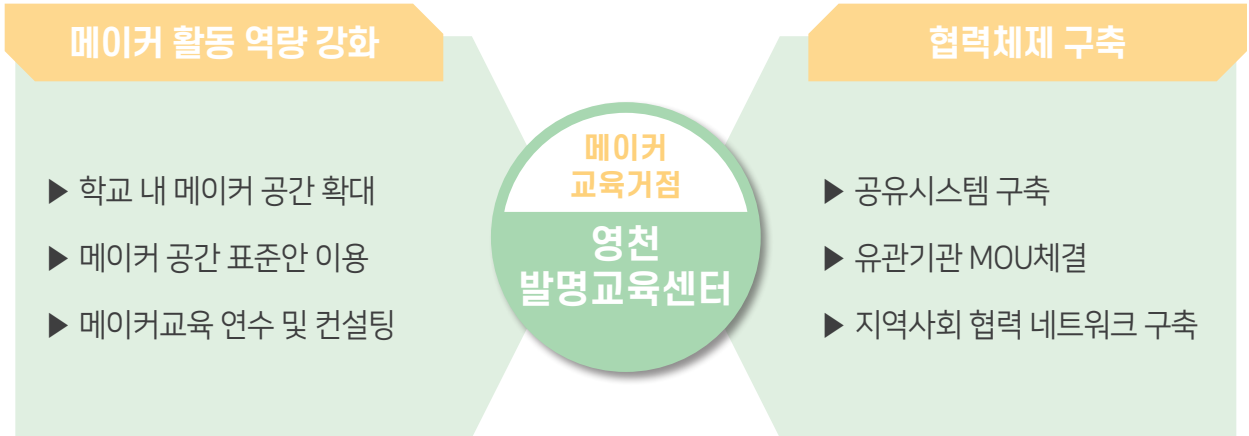 메이커 활동 역량 강화
▶ 학교 내 메이커 공간 확대
▶ 메이커 공간 표준안 이용
▶ 메이커교육 연수 및 컨설팅
메이커
교육거점
영천
발명교육센터
협력체제 구축
▶ 공유시스템 구축
▶ 유관기관 MOU체결
▶ 지역사회 협력 네트워크 구축